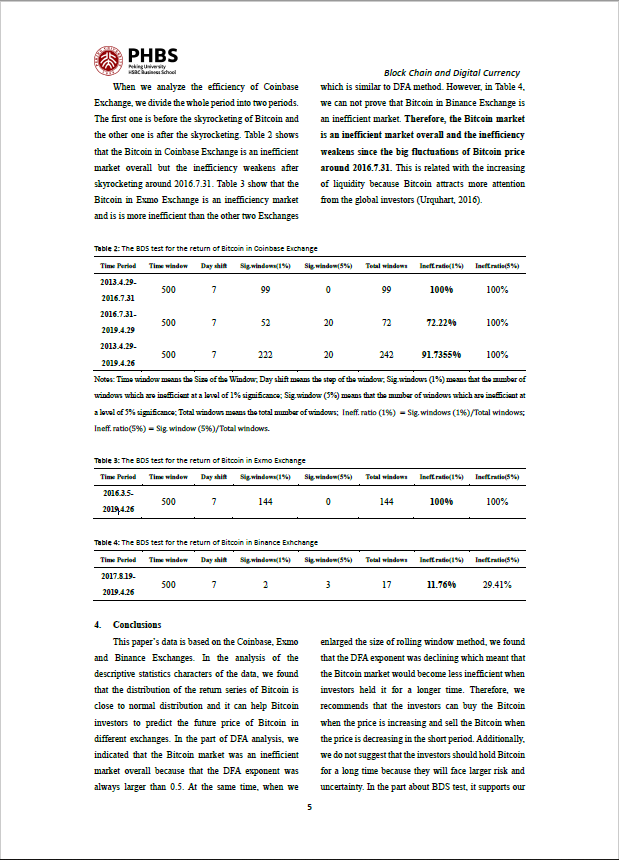 PHBS
Peking University
HSBC Business School
Block Chain and Digital Currency
When we analyze the efficiency of Coinbase
Exchange, we divide the whole period into two periods.
The first one is before the skyrocketing of Bitcoin and
the other one is after the skyrocketing. Table 2 shows
that the Bitcoin in Coinbase Exchange is an inefficient
market overall but the inefficiency weakens after
skyrocketing around 2016.7.31. Table 3 show that the
Bitcoin in Exmo Exchange is an inefficiency market
and is is more inefficient than the other two Exchanges
which is similar to DFA method. However, in Table 4,
we can not prove that Bitcoin in Binance Exchange is
an inefficient market. Therefore, the Bitcoin market
is an inefficient market overall and the inefficiency
weakens since the big fluctuations of Bitcoin price
around 2016.7.31. This is related with the increasing
of liquidity because Bitcoin attracts more attention
from the global investors (Urquhart, 2016).
Table 2: The BDS test for the return of Bitcoin in Coinbase Exchange
Time Period Time window Day shift Sig.windows(1%) Sig.window(5%) Total windows Ineff.ratio(1%) Ineff.ratio(5%)
2013.4.29-
2016.7.31
500 7 99 0 99 100% 100%
2016.7.31-
2019.4.29
500 7 52 20 72 72.22% 100%
2013.4.29-
2019.4.26
500 7 222 20 242 91.7355% 100%
Notes: Time window means the Size of the Window; Day shift means the step of the window; Sig.windows (1%) means that the number of
windows which are inefficient at a level of 1% significance; Sig.window (5%) means that the number of windows which are inefficient at
a level of 5% significance; Total windows means the total number of windows; Ineff. ratio (1%) = Sig. windows (1%)/Total windows;
Ineff. ratio(5%) = Sig. window (5%)/Total windows.
Table 3: The BDS test for the return of Bitcoin in Exmo Exchange
Time Period Time window Day shift Sig.windows(1%) Sig.windows(5%) Total windows Ineff.ratio(1%) Ineff.ratio(5%)
2016.3.5-
2019.4.26
500 7 144 0 144 100% 100%
Table 4: The BDS test for the return of Bitcoin in Binance Exhchange
Time Period Time window Day shift Sig.windows(1%) Sig.windows(5%) Total windows Ineff.ratio(1%) Ineff.ratio(5%)
2017.8.19-
2019.4.26
500 7 2 3 17 11.76% 29.41%
4. Conclusions
This paper's data is based on the Coinbase, Exmo
and Binance Exchanges. In the analysis of the
descriptive statistics characters of the data, we found
that the distribution of the return series of Bitcoin is
close to normal distribution and it can help Bitcoin
investors to predict the future price of Bitcoin in
different exchanges. In the part of DFA analysis, we
indicated that the Bitcoin market was an inefficient
market overall because that the DFA exponent was
always larger than 0.5. At the same time, when we
enlarged the size of rolling window method, we found
that the DFA exponent was declining which meant that
the Bitcoin market would become less inefficient when
investors held it for a longer time. Therefore, we
recommends that the investors can buy the Bitcoin
when the price is increasing and sell the Bitcoin when
the price is decreasing in the short period. Additionally,
we do not suggest that the investors should hold Bitcoin
for a long time because they will face larger risk and
uncertainty. In the part about BDS test, it supports our
5